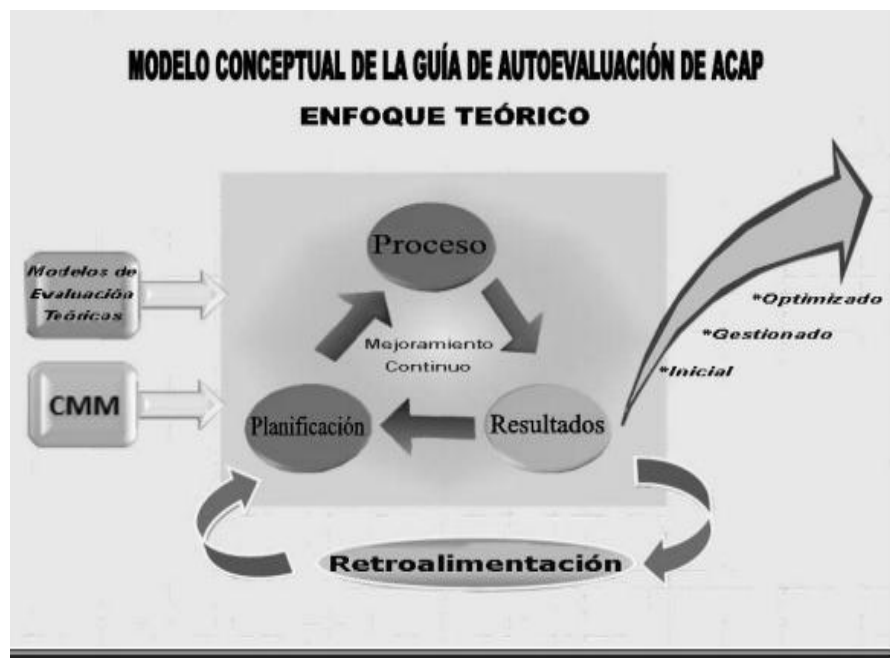 MODELO CONCEPTUAL DE LA GUÍA DE AUTOEVALUACIÓN DE ACAP
ENFOQUE TEÓRICO
Proceso
Modelos de
Evaluación
Teóricas
*Optimizado
*Gestionado
*Inicial
Mejoramiento
Continuo
CMM
Planificación
Resultados
Retroalimentación